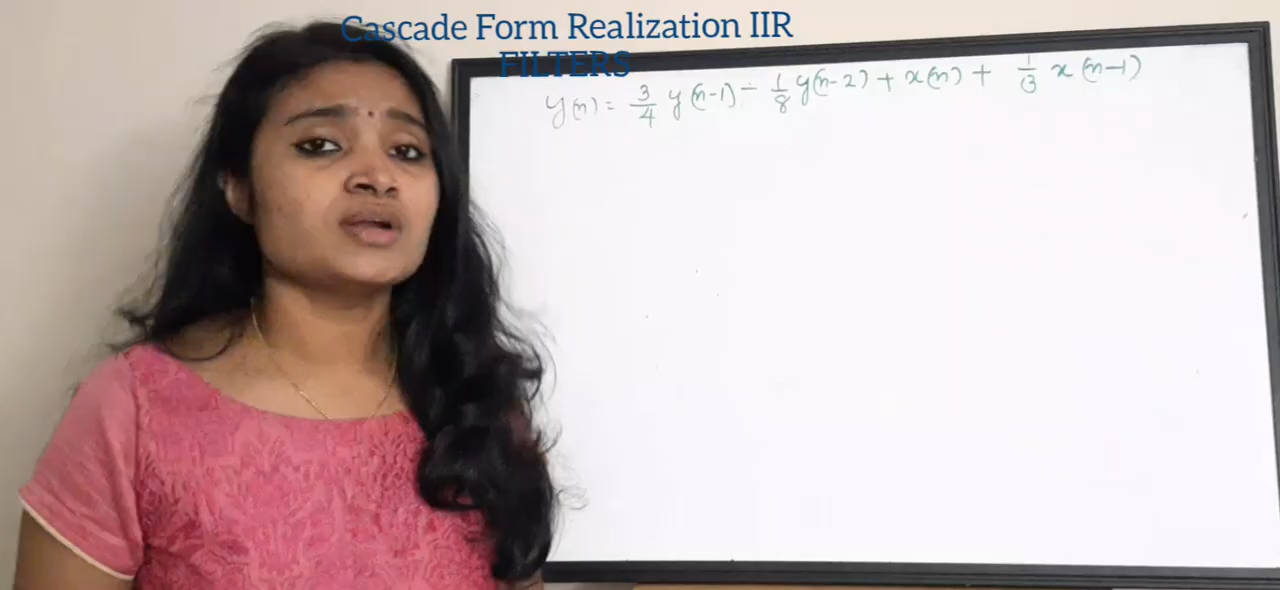 Cascade Form Realization IIR
FILTERS
y(n) = 3/4 y(n-1) - 1/8 y(n-2) + x(n) + 1/3 x(n-1)